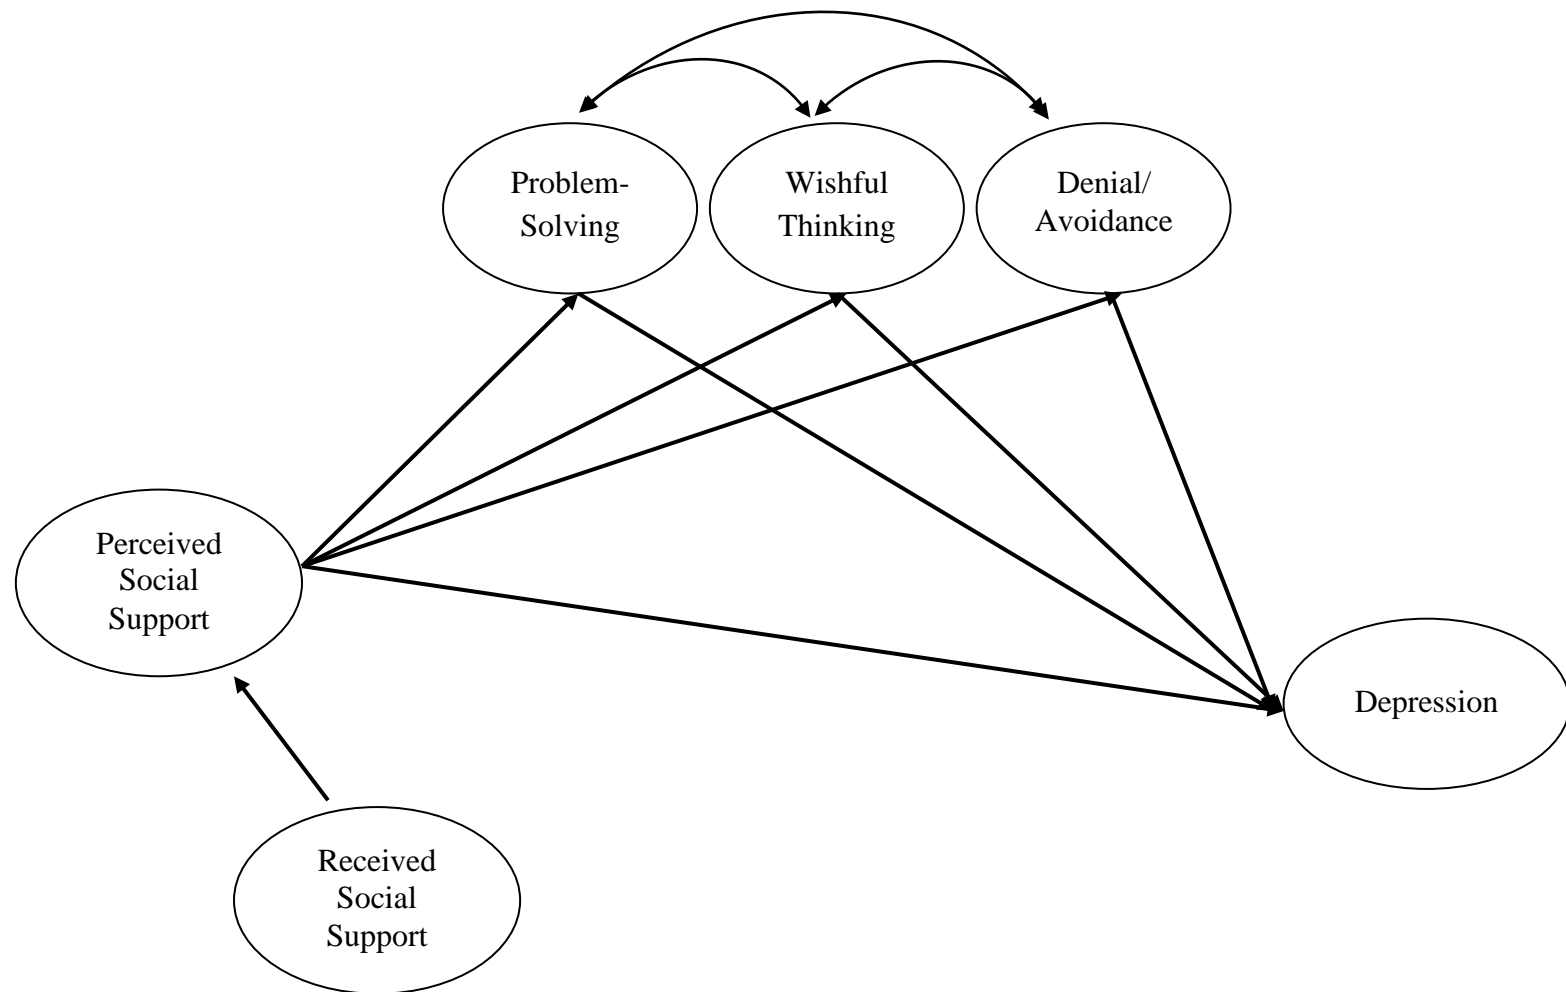 Problem-
Solving
Wishful
Thinking
Denial/
Avoidance
Perceived
Social
Support
Depression
Received
Social
Support